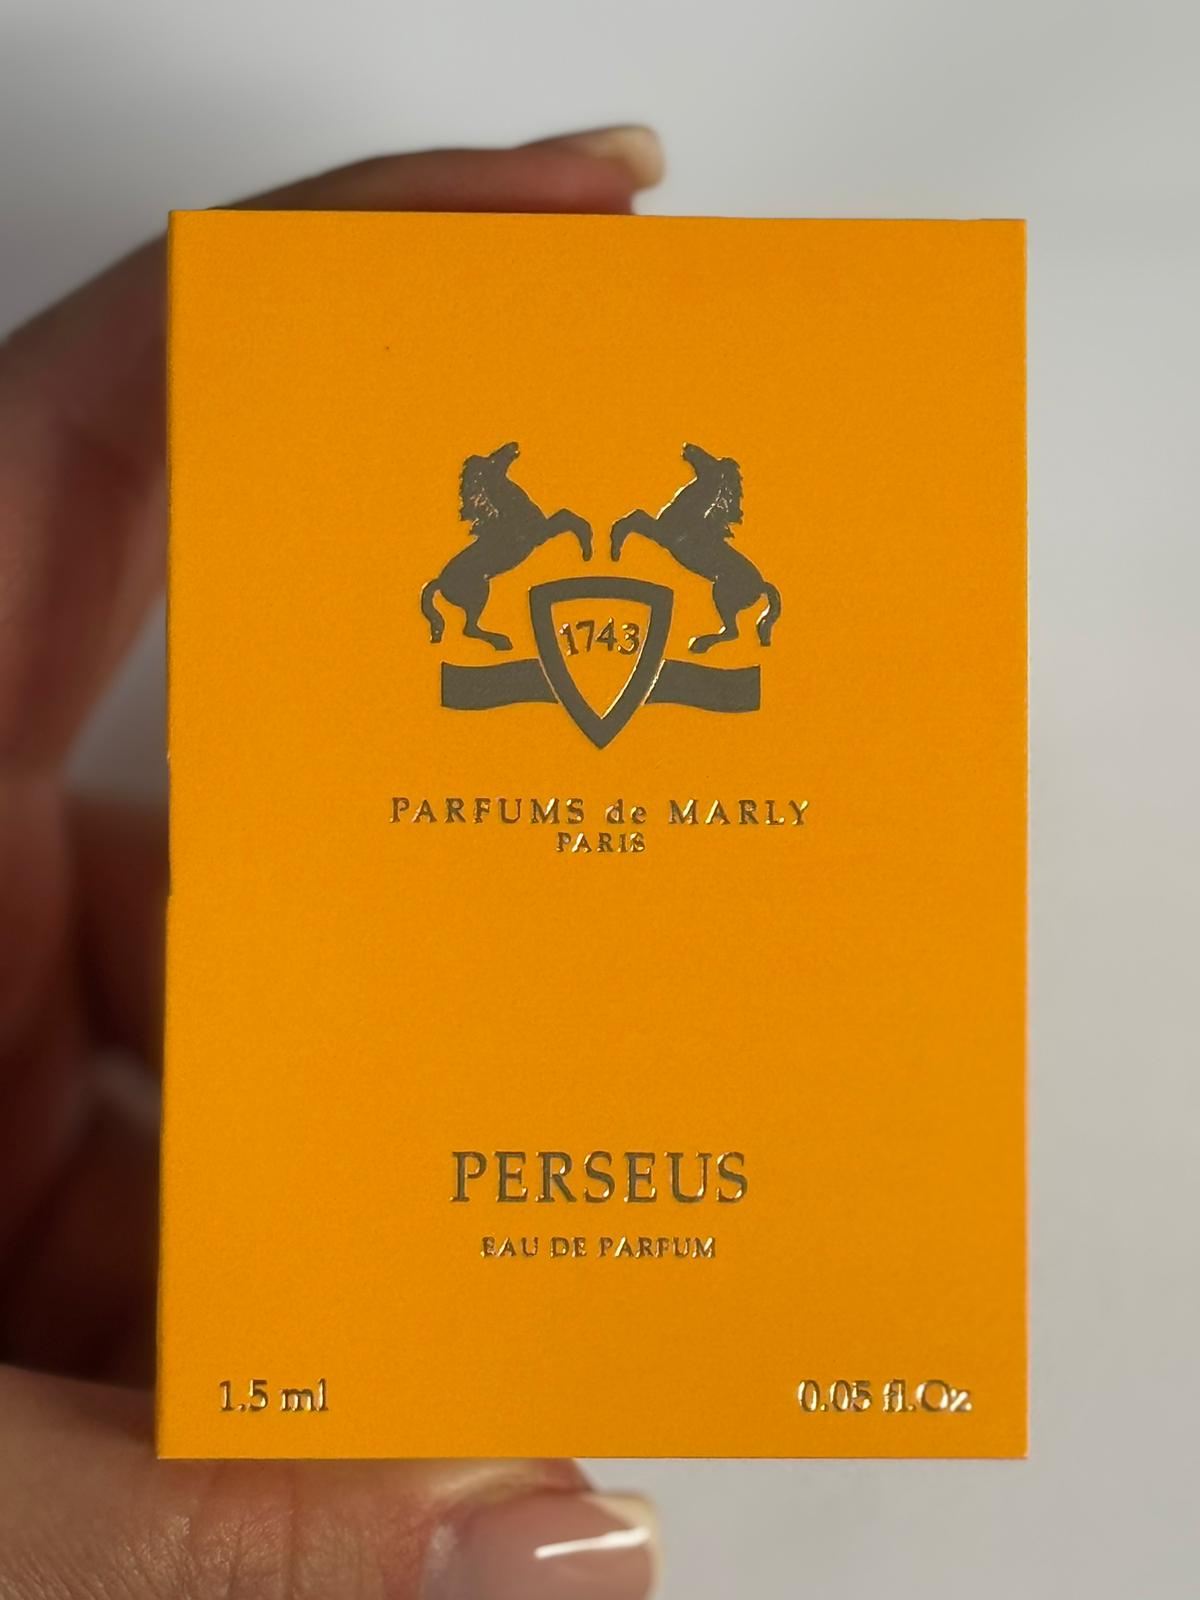 1743
PARFUMS de MARLY
PARIS
PERSEUS
EAU DE PARFUM
1.5 ml
0.05 fl.Oz